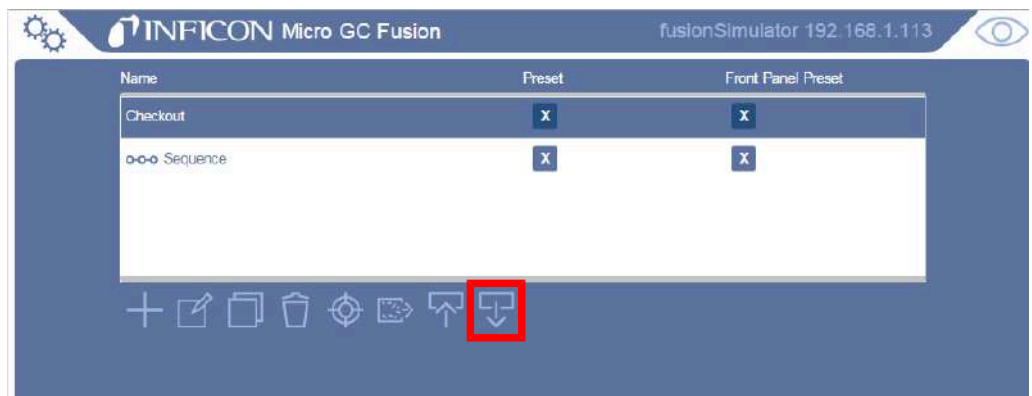 INFICON Micro GC Fusion fusionSimulator 192.168.1.113
Name Preset Front Panel Preset
Checkout X X
Sequence X X